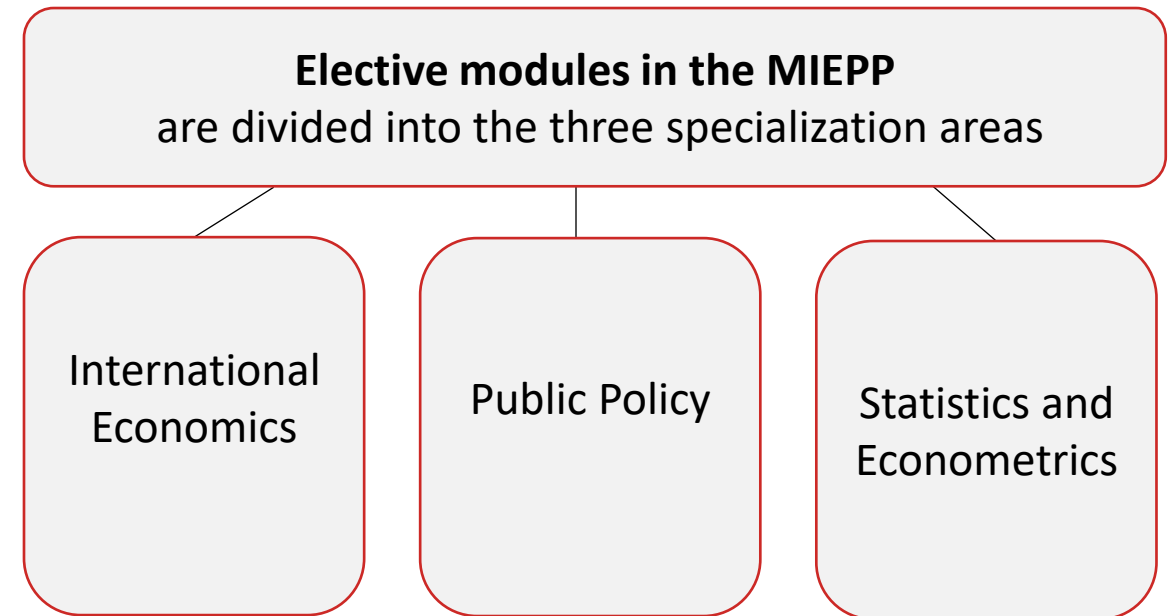 Elective modules in the MIEPP
are divided into the three specialization areas
International
Economics
Public Policy
Statistics and
Econometrics